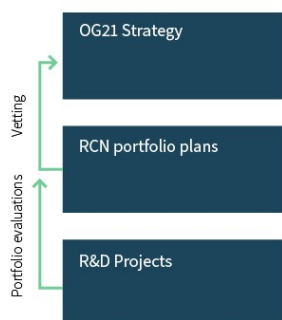 OG21 Strategy
Vetting
RCN portfolio plans
Portfolio evaluations
R&D Projects